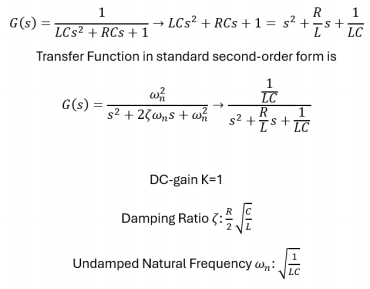 G(s) = 1 / (LCs² + RCs + 1) → LCs² + RCs + 1 = s² + R/L s + 1/LC
Transfer Function in standard second-order form is
G(s) = ωₙ² / (s² + 2ζωₙs + ωₙ²) → (1/LC) / (s² + R/L s + 1/LC)
DC-gain K=1
Damping Ratio ζ: R/2 √(C/L)
Undamped Natural Frequency ωₙ: √(1/LC)